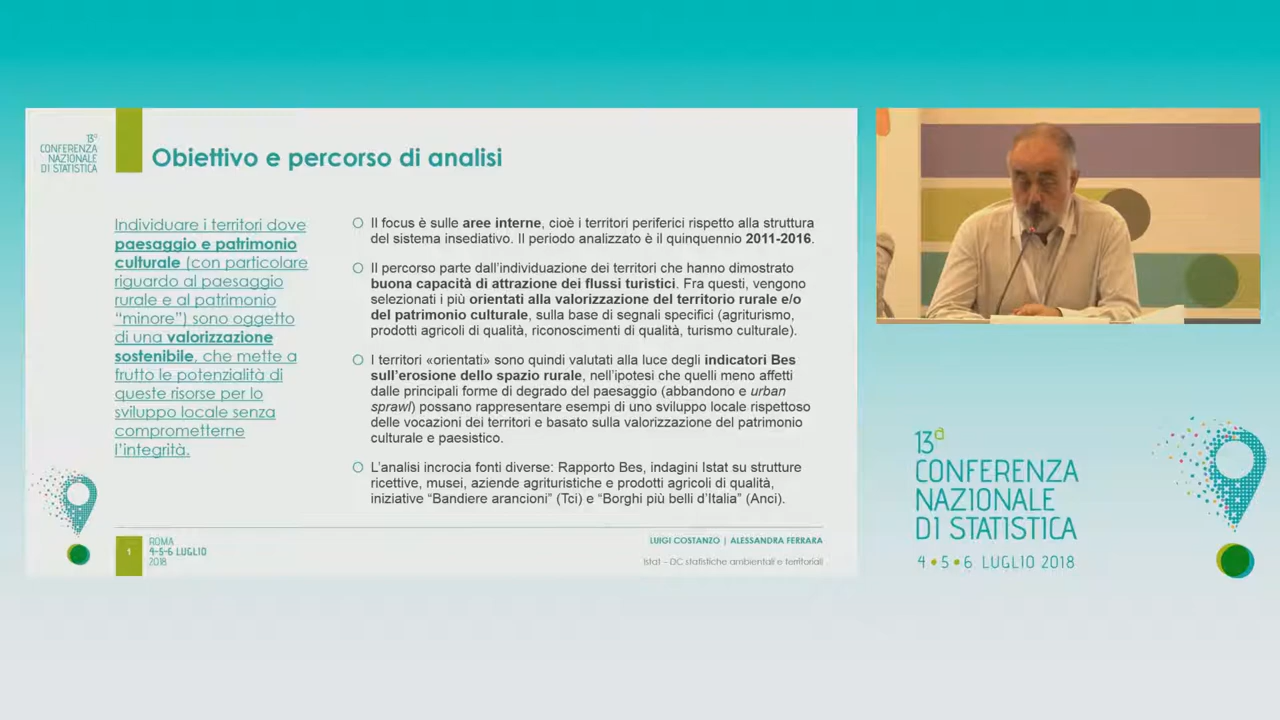 13ª
CONFERENZA
NAZIONALE
DI STATISTICA
Obiettivo e percorso di analisi
Individuare i territori dove
paesaggio e patrimonio
culturale (con particolare
riguardo al paesaggio
rurale e al patrimonio
“minore”) sono oggetto
di una valorizzazione
sostenibile, che mette a
frutto le potenzialità di
queste risorse per lo
sviluppo locale senza
comprometterne
l’integrità.
Il focus è sulle aree interne, cioè i territori periferici rispetto alla struttura
del sistema insediativo. Il periodo analizzato è il quinquennio 2011-2016.
Il percorso parte dall’individuazione dei territori che hanno dimostrato
buona capacità di attrazione dei flussi turistici. Fra questi, vengono
selezionati i più orientati alla valorizzazione del territorio rurale e/o
del patrimonio culturale, sulla base di segnali specifici (agriturismo,
prodotti agricoli di qualità, riconoscimenti di qualità, turismo culturale).
I territori «orientati» sono quindi valutati alla luce degli indicatori Bes
sull’erosione dello spazio rurale, nell’ipotesi che quelli meno affetti
dalle principali forme di degrado del paesaggio (abbandono e urban
sprawl) possano rappresentare esempi di uno sviluppo locale rispettoso
delle vocazioni dei territori e basato sulla valorizzazione del patrimonio
culturale e paesistico.
L’analisi incrocia fonti diverse: Rapporto Bes, indagini Istat su strutture
ricettive, musei, aziende agrituristiche e prodotti agricoli di qualità,
iniziative “Bandiere arancioni” (Tci) e “Borghi più belli d’Italia” (Anci).
1
ROMA
4-5-6 LUGLIO
2018
LUIGI COSTANZO | ALESSANDRA FERRARA
Istat – DC statistiche ambientali e territoriali
13ª
CONFERENZA
NAZIONALE
DI STATISTICA
4•5•6 LUGLIO 2018